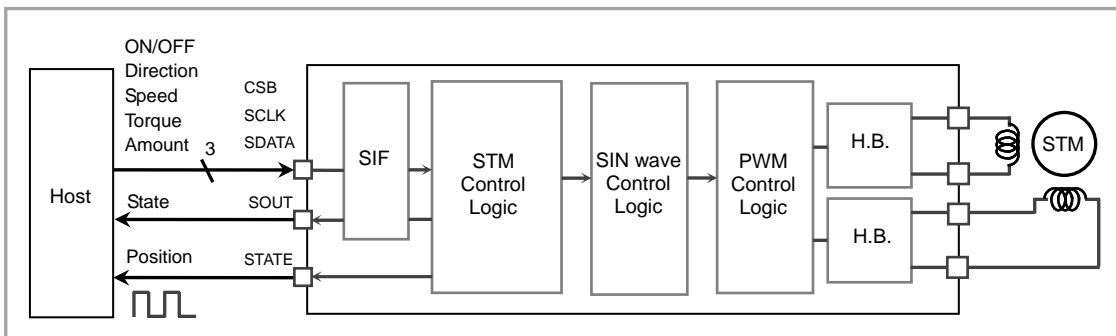 ON/OFF
Direction
Speed
Torque
Amount
3
CSB
SCLK
SDATA
Host
State
SOUT
Position
STATE
SIF
STM
Control
Logic
SIN wave
Control
Logic
PWM
Control
Logic
H.B.
H.B.
STM